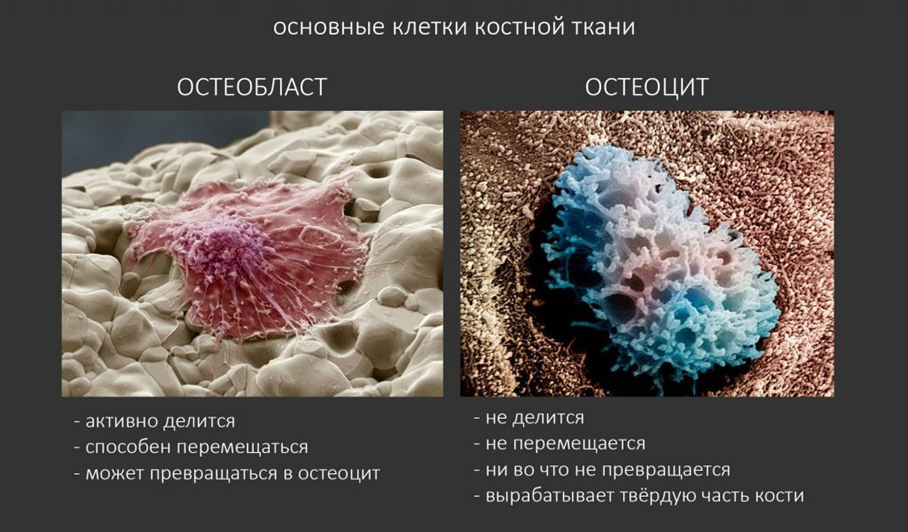 основные клетки костной ткани
ОСТЕОБЛАСТ
- активно делится
- способен перемещаться
- может превращаться в остеоцит
ОСТЕОЦИТ
- не делится
- не перемещается
- ни во что не превращается
- вырабатывает твёрдую часть кости